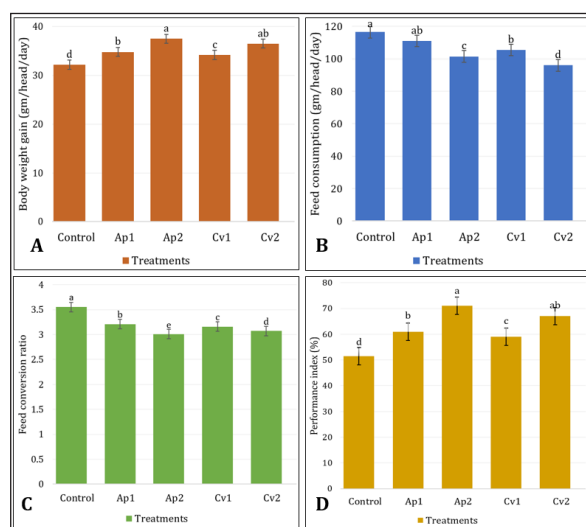 Body weight gain (gm/head/day)
40
30
20
10
0
d
b
a
c
ab
A
Control Ap1 Ap2 Cv1 Cv2
Treatments
Feed consumption (gm/head/day)
120
100
80
60
40
20
0
a
ab
c
b
d
B
Control Ap1 Ap2 Cv1 Cv2
Treatments
Feed conversion ratio
4
3.5
3
2.5
2
1.5
1
0.5
0
a
b
e
c
d
C
Control Ap1 Ap2 Cv1 Cv2
Treatments
Performance index (%)
80
70
60
50
40
30
20
10
0
d
b
a
c
ab
D
Control Ap1 Ap2 Cv1 Cv2
Treatments